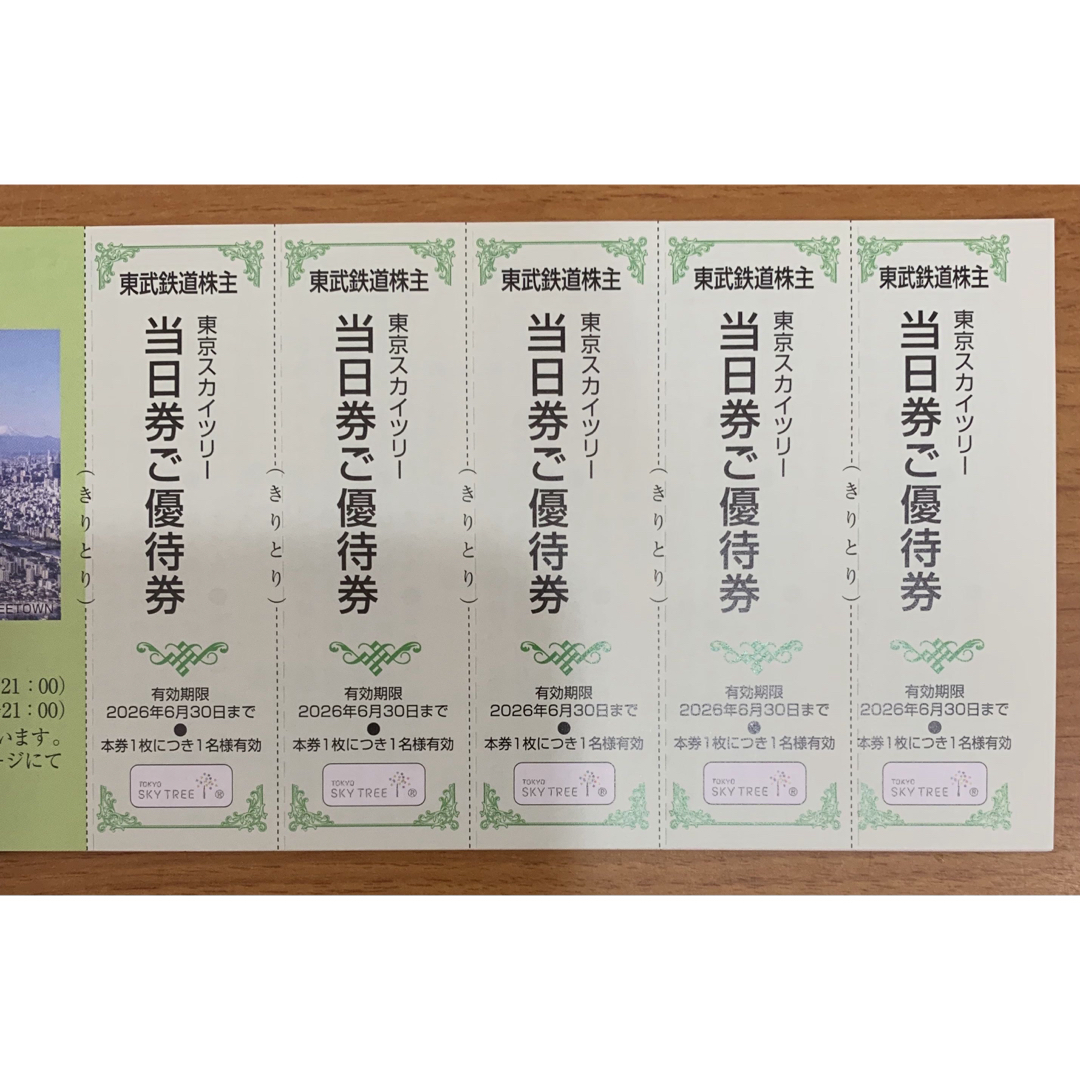 EETOWN
21：00)
21：00)
います。
ージにて
(きりとり)
東武鉄道株主
東京スカイツリー
当日券ご優待券
有効期限
2026年6月30日まで
本券1枚につき1名様有効
TOKYO
SKYTREE®
(きりとり)
東武鉄道株主
東京スカイツリー
当日券ご優待券
有効期限
2026年6月30日まで
本券1枚につき1名様有効
TOKYO
SKYTREE®
(きりとり)
東武鉄道株主
東京スカイツリー
当日券ご優待券
有効期限
2026年6月30日まで
本券1枚につき1名様有効
TOKYO
SKYTREE®
(きりとり)
東武鉄道株主
東京スカイツリー
当日券ご優待券
有効期限
2026年6月30日まで
本券1枚につき1名様有効
TOKYO
SKYTREE®
(きりとり)
東武鉄道株主
東京スカイツリー
当日券ご優待券
有効期限
2026年6月30日まで
本券1枚につき1名様有効
TOKYO
SKYTREE®